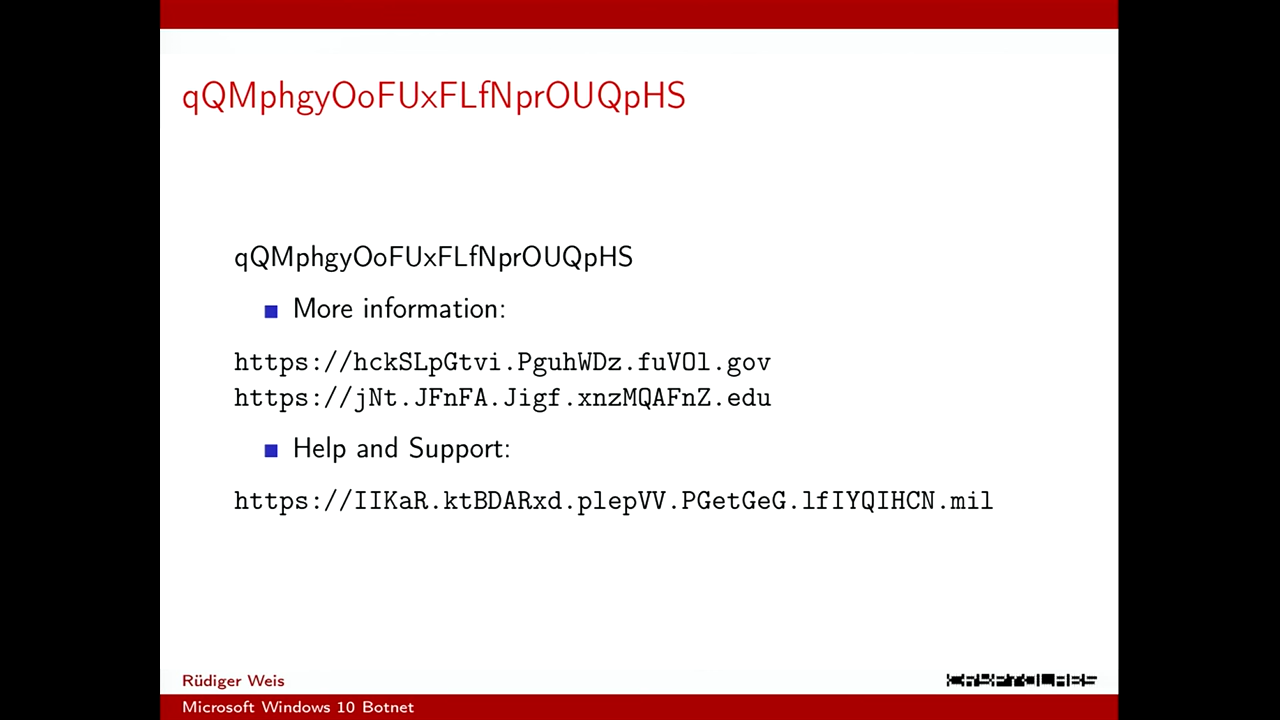 qQMphgyOoFUxFLfNprOUQpHS
qQMphgyOoFUxFLfNprOUQpHS
More information:
https://hckSLpGtvi.PguhWDz.fuVOl.gov
https://jNt.JFnFA.Jigf.xnzMQAFnZ.edu
Help and Support:
https://IIKaR.ktBDARxd.plepVV.PGetGeG.lfIYQIHCN.mil
Rüdiger Weis
CRYPTOLABS
Microsoft Windows 10 Botnet